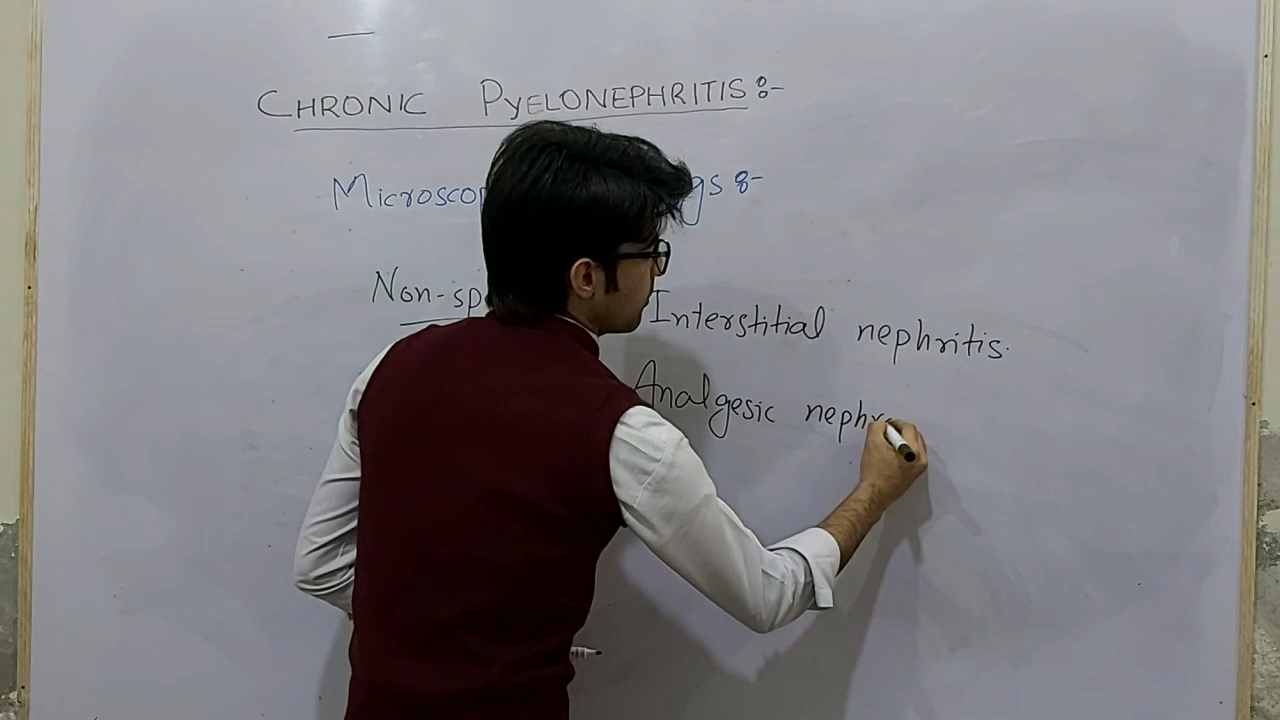 CHRONIC PYELONEPHRITIS:-
Microscop gs:-
Non-sp Interstitial nephritis.
Analgesic nephr